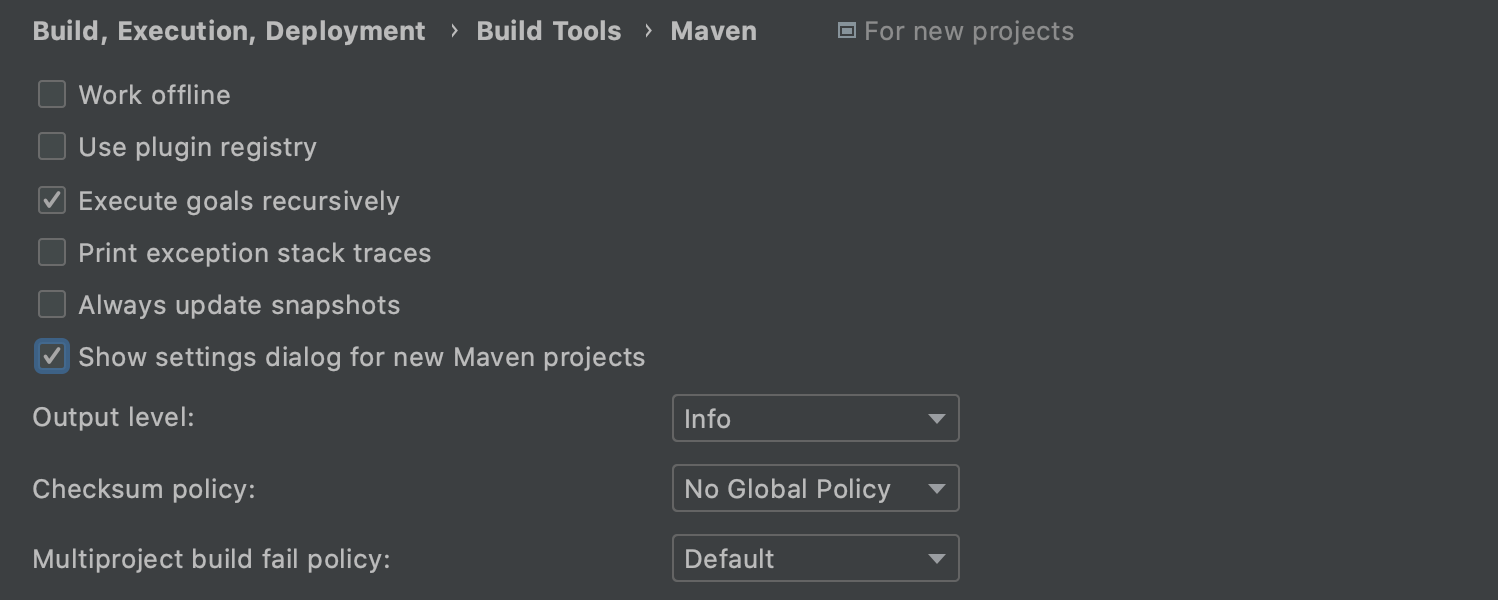 Build, Execution, Deployment › Build Tools › Maven For new projects
Work offline
Use plugin registry
Execute goals recursively
Print exception stack traces
Always update snapshots
Show settings dialog for new Maven projects
Output level: Info
Checksum policy: No Global Policy
Multiproject build fail policy: Default